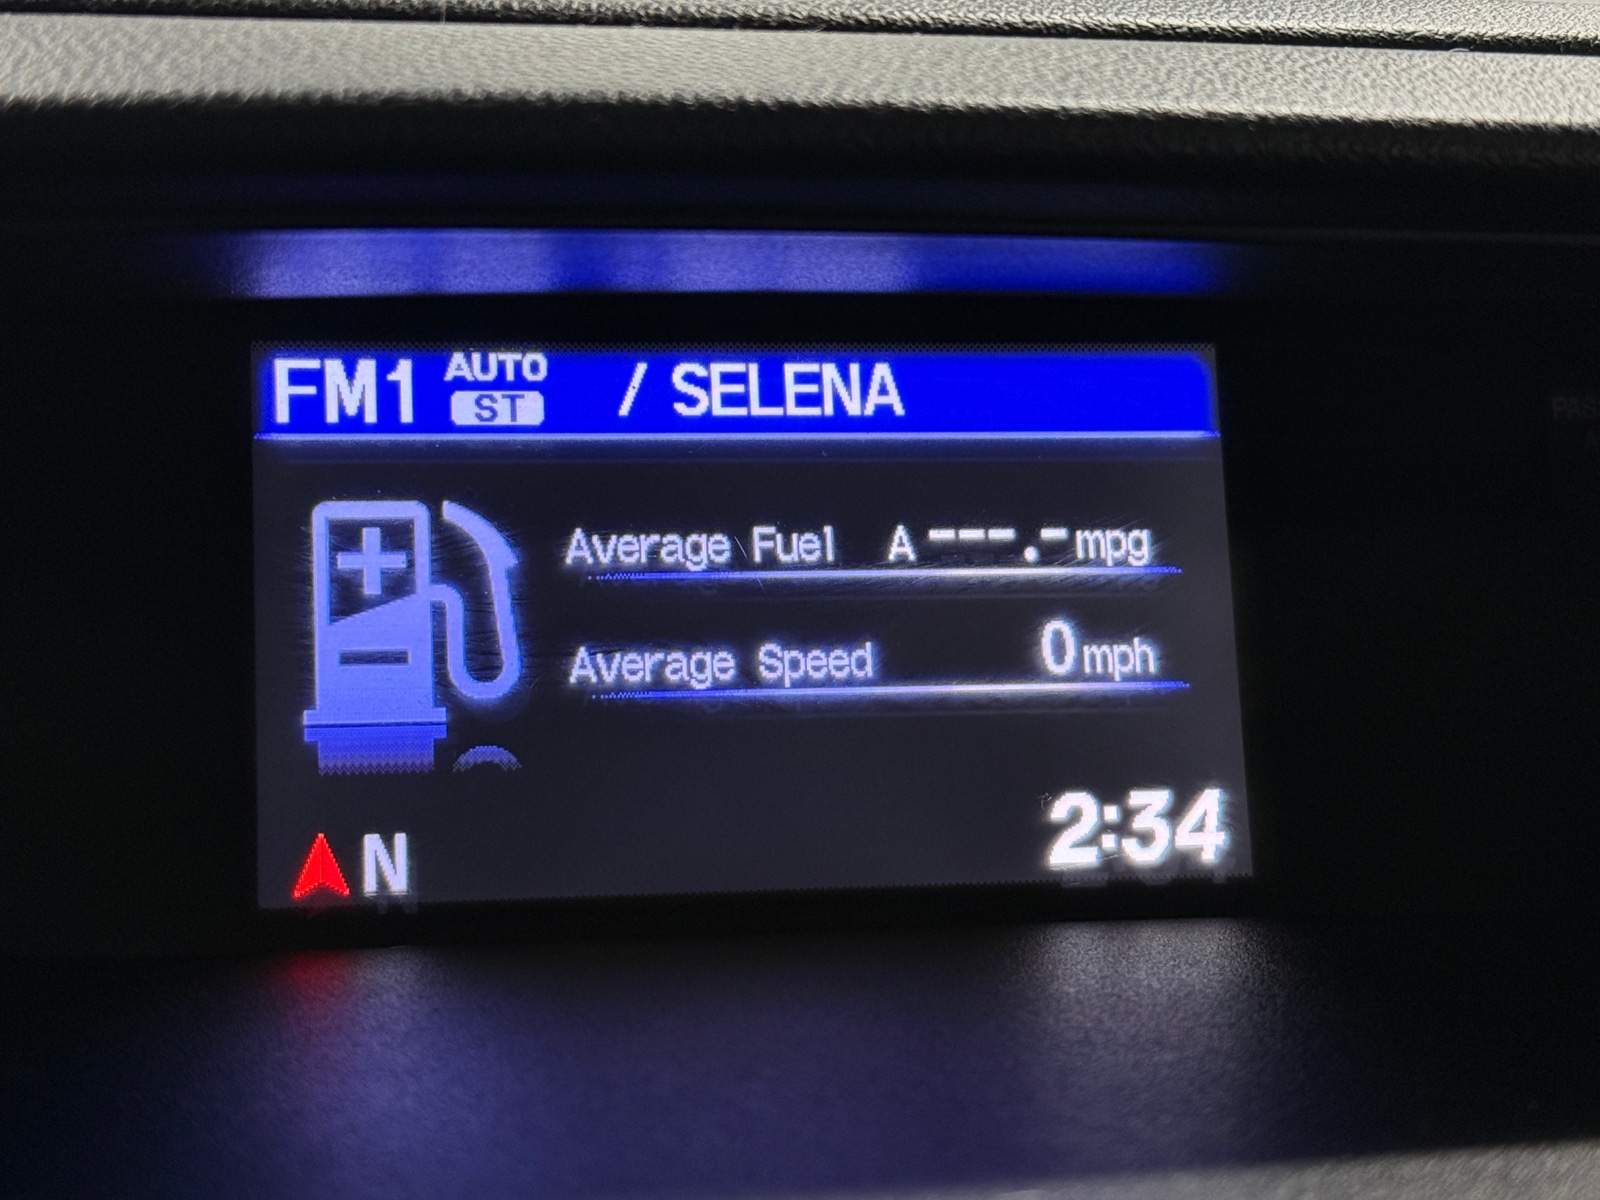 FM1 AUTO ST / SELENA
Average Fuel A ---.- mpg
Average Speed 0 mph
N 2:34